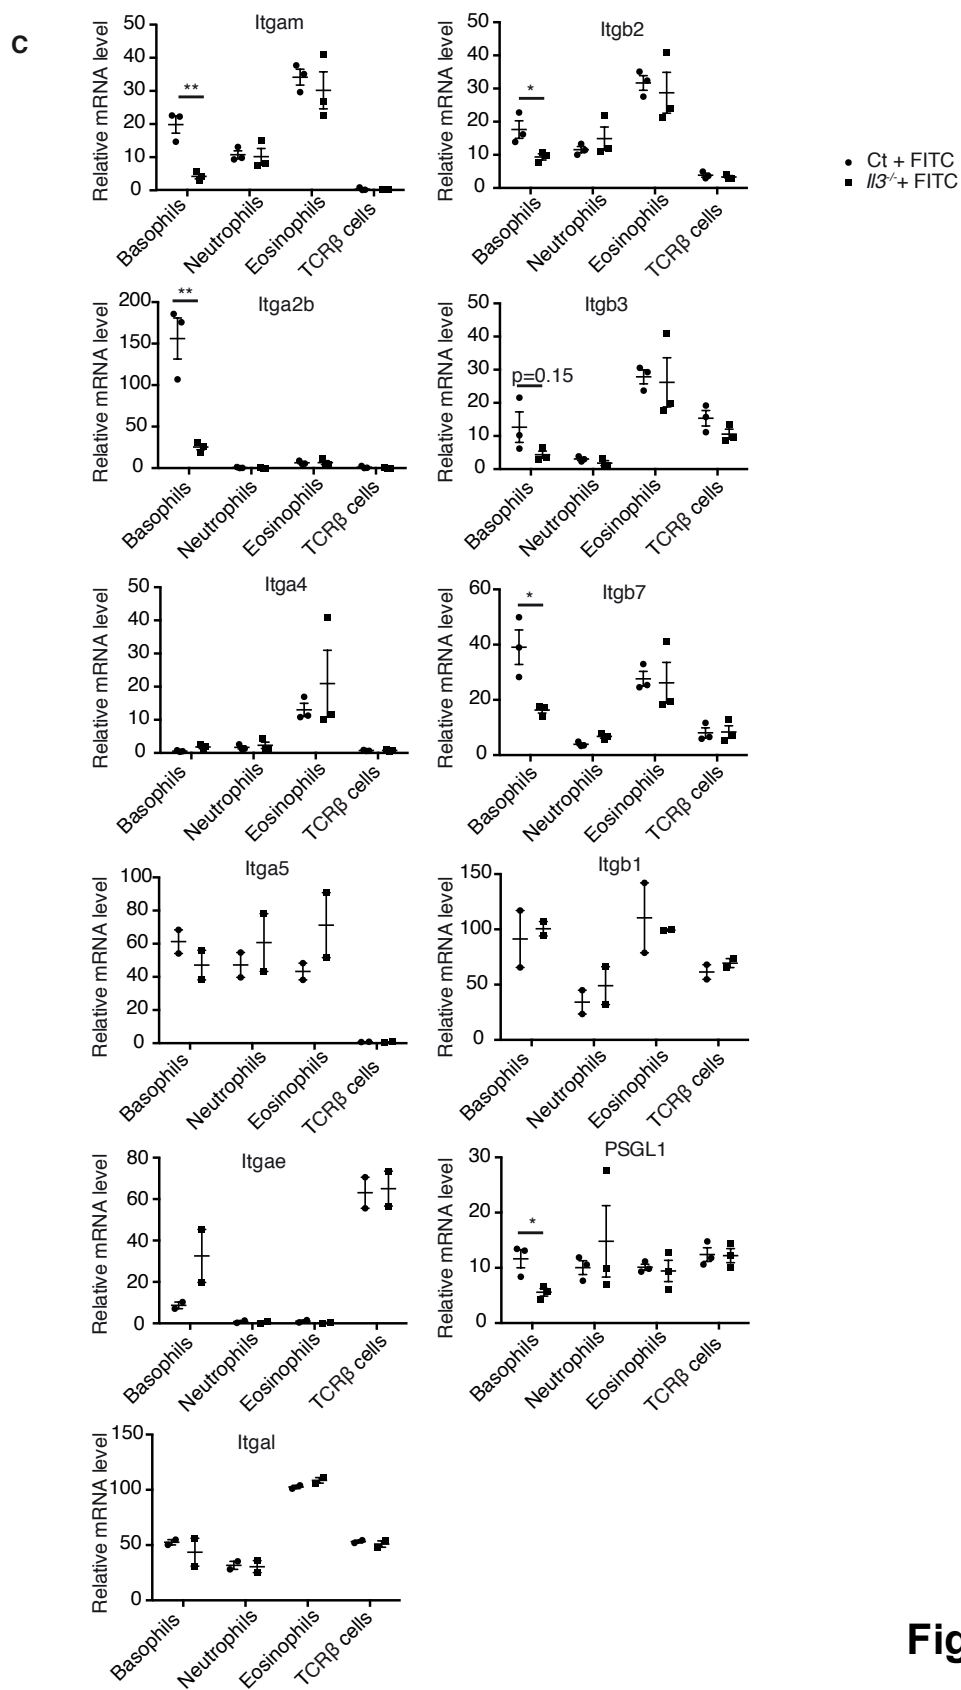 C
Itgam
Relative mRNA level
50
40
30
20
10
0
**
Basophils
Neutrophils
Eosinophils
TCRβ cells
Itgb2
Relative mRNA level
50
40
30
20
10
0
*
Basophils
Neutrophils
Eosinophils
TCRβ cells
Ct + FITC
Il3-/-+ FITC
Itga2b
Relative mRNA level
200
150
100
50
0
**
Basophils
Neutrophils
Eosinophils
TCRβ cells
Itgb3
Relative mRNA level
50
40
30
20
10
0
p=0.15
Basophils
Neutrophils
Eosinophils
TCRβ cells
Itga4
Relative mRNA level
50
40
30
20
10
0
Basophils
Neutrophils
Eosinophils
TCRβ cells
Itgb7
Relative mRNA level
60
40
20
0
*
Basophils
Neutrophils
Eosinophils
TCRβ cells
Itga5
Relative mRNA level
100
80
60
40
20
0
Basophils
Neutrophils
Eosinophils
TCRβ cells
Itgb1
Relative mRNA level
150
100
50
0
Basophils
Neutrophils
Eosinophils
TCRβ cells
Itgae
Relative mRNA level
80
60
40
20
0
Basophils
Neutrophils
Eosinophils
TCRβ cells
PSGL1
Relative mRNA level
30
20
10
0
*
Basophils
Neutrophils
Eosinophils
TCRβ cells
Itgal
Relative mRNA level
150
100
50
0
Basophils
Neutrophils
Eosinophils
TCRβ cells
Fig